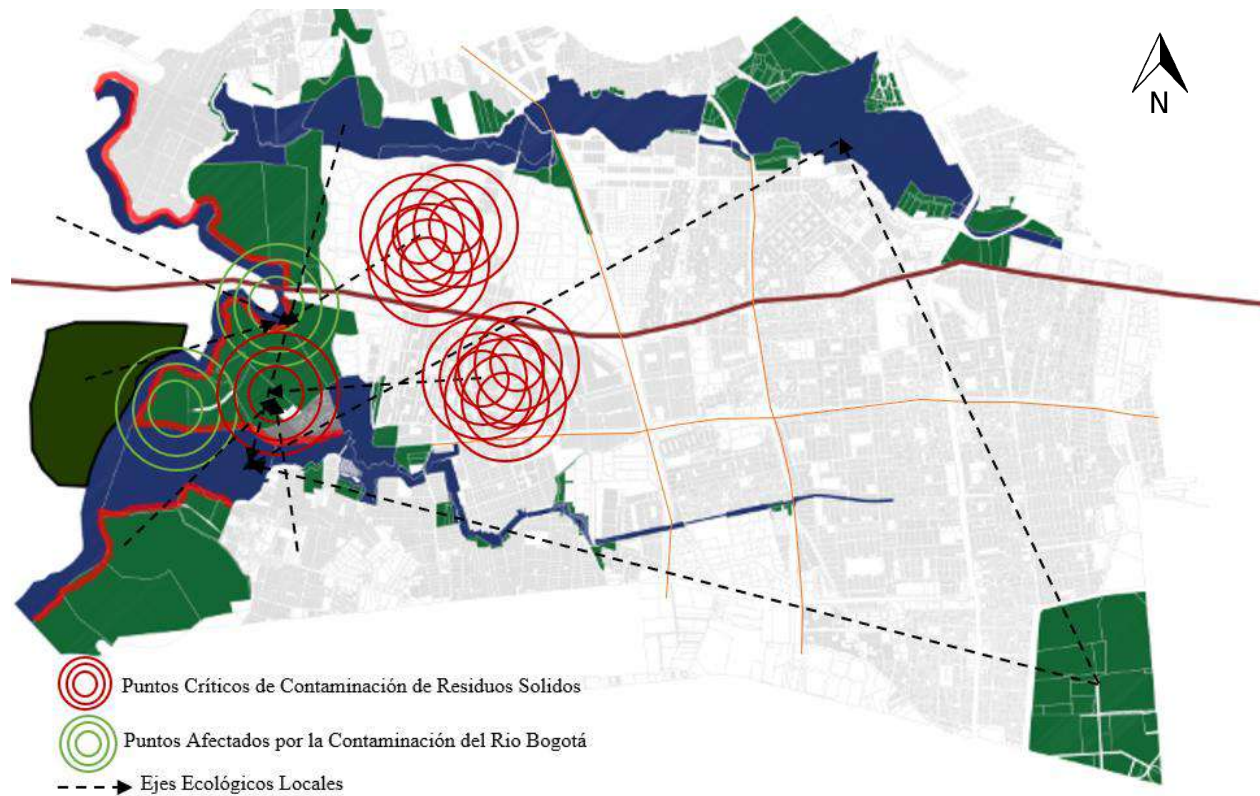 N
Puntos Críticos de Contaminación de Residuos Solidos
Puntos Afectados por la Contaminación del Rio Bogotá
Ejes Ecológicos Locales